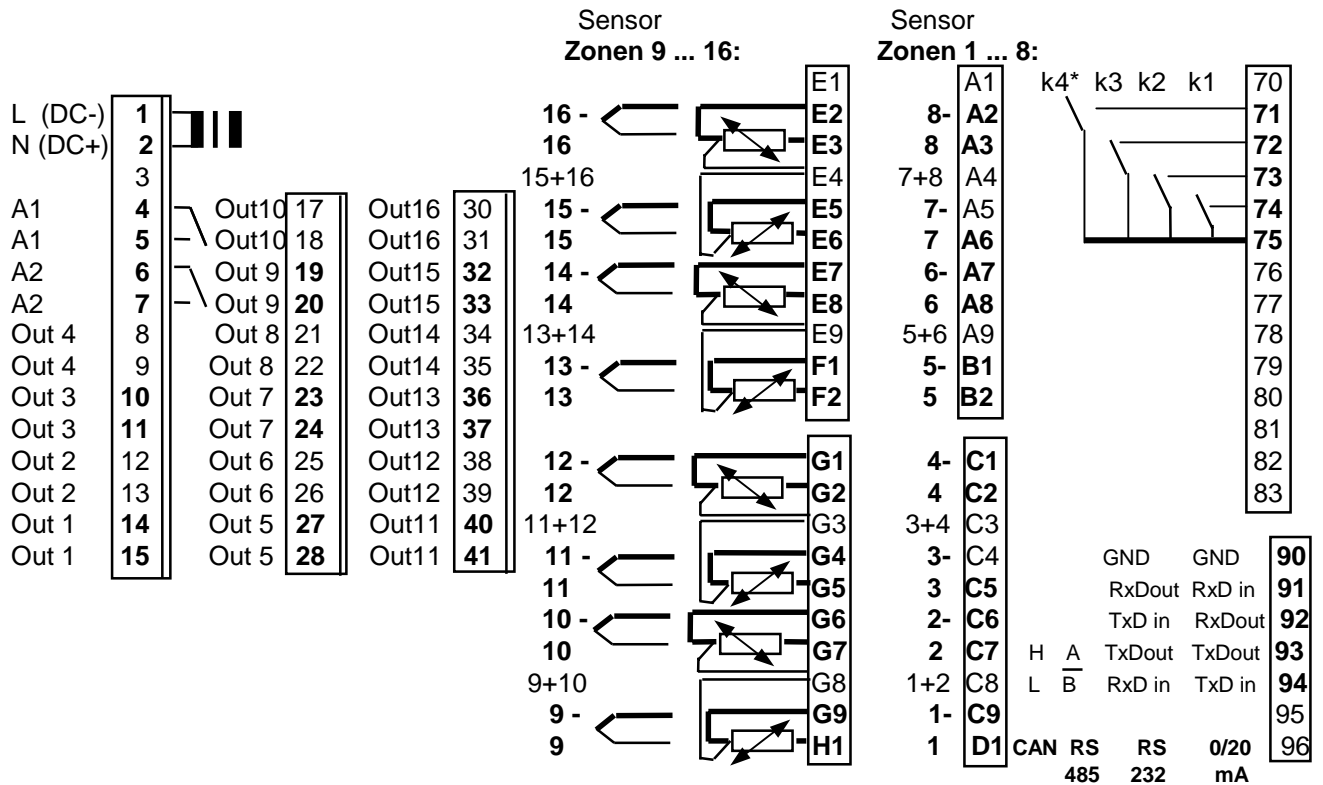 Sensor Sensor
Zonen 9 ... 16: Zonen 1 ... 8:
E1 A1 k4* k3 k2 k1 70
L (DC-) 1 16 - E2 8- A2 71
N (DC+) 2 16 E3 8 A3 72
3 15+16 E4 7+8 A4 73
A1 4 Out10 17 Out16 30 15 - E5 7- A5 74
A1 5 Out10 18 Out16 31 15 E6 7 A6 75
A2 6 Out 9 19 Out15 32 14 - E7 6- A7 76
A2 7 Out 9 20 Out15 33 14 E8 6 A8 77
Out 4 8 Out 8 21 Out14 34 13+14 E9 5+6 A9 78
Out 4 9 Out 8 22 Out14 35 13 - F1 5- B1 79
Out 3 10 Out 7 23 Out13 36 13 F2 5 B2 80
Out 3 11 Out 7 24 Out13 37 81
Out 2 12 Out 6 25 Out12 38 12 - G1 4- C1 82
Out 2 13 Out 6 26 Out12 39 12 G2 4 C2 83
Out 1 14 Out 5 27 Out11 40 11+12 G3 3+4 C3
Out 1 15 Out 5 28 Out11 41 11 - G4 3- C4 GND GND 90
11 G5 3 C5 RxDout RxD in 91
10 - G6 2- C6 TxD in RxDout 92
10 G7 2 C7 H A TxDout TxDout 93
9+10 G8 1+2 C8 L B RxD in TxD in 94
9 - G9 1- C9 95
9 H1 1 D1 CAN RS RS 0/20 96
485 232 mA